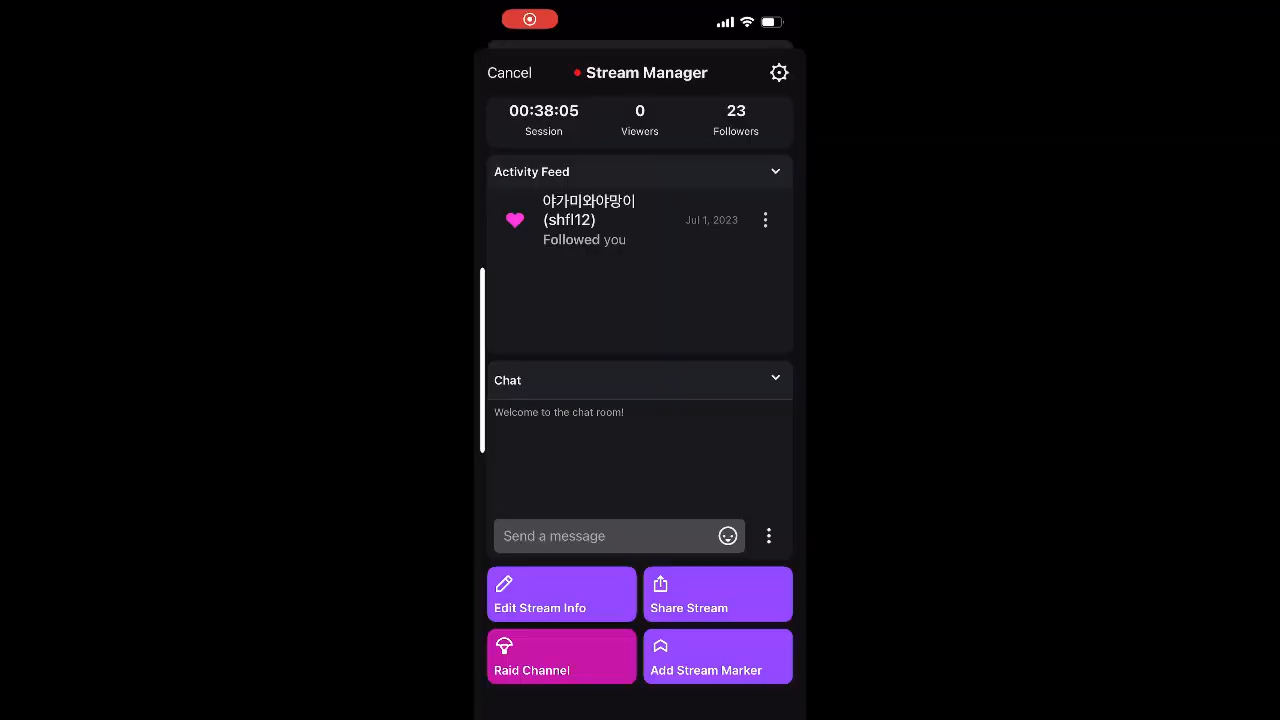 Cancel
Stream Manager
00:38:05
0
23
Session
Viewers
Followers
Activity Feed
야가미와야망이
(shfl12)
Jul 1, 2023
Followed you
Chat
Welcome to the chat room!
Send a message
Edit Stream Info
Share Stream
Raid Channel
Add Stream Marker